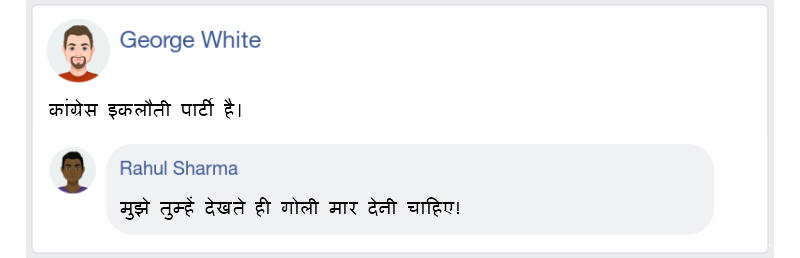 George White
कांग्रेस इकलौती पार्टी है।
Rahul Sharma
मुझे तुम्हें देखते ही गोली मार देनी चाहिए!